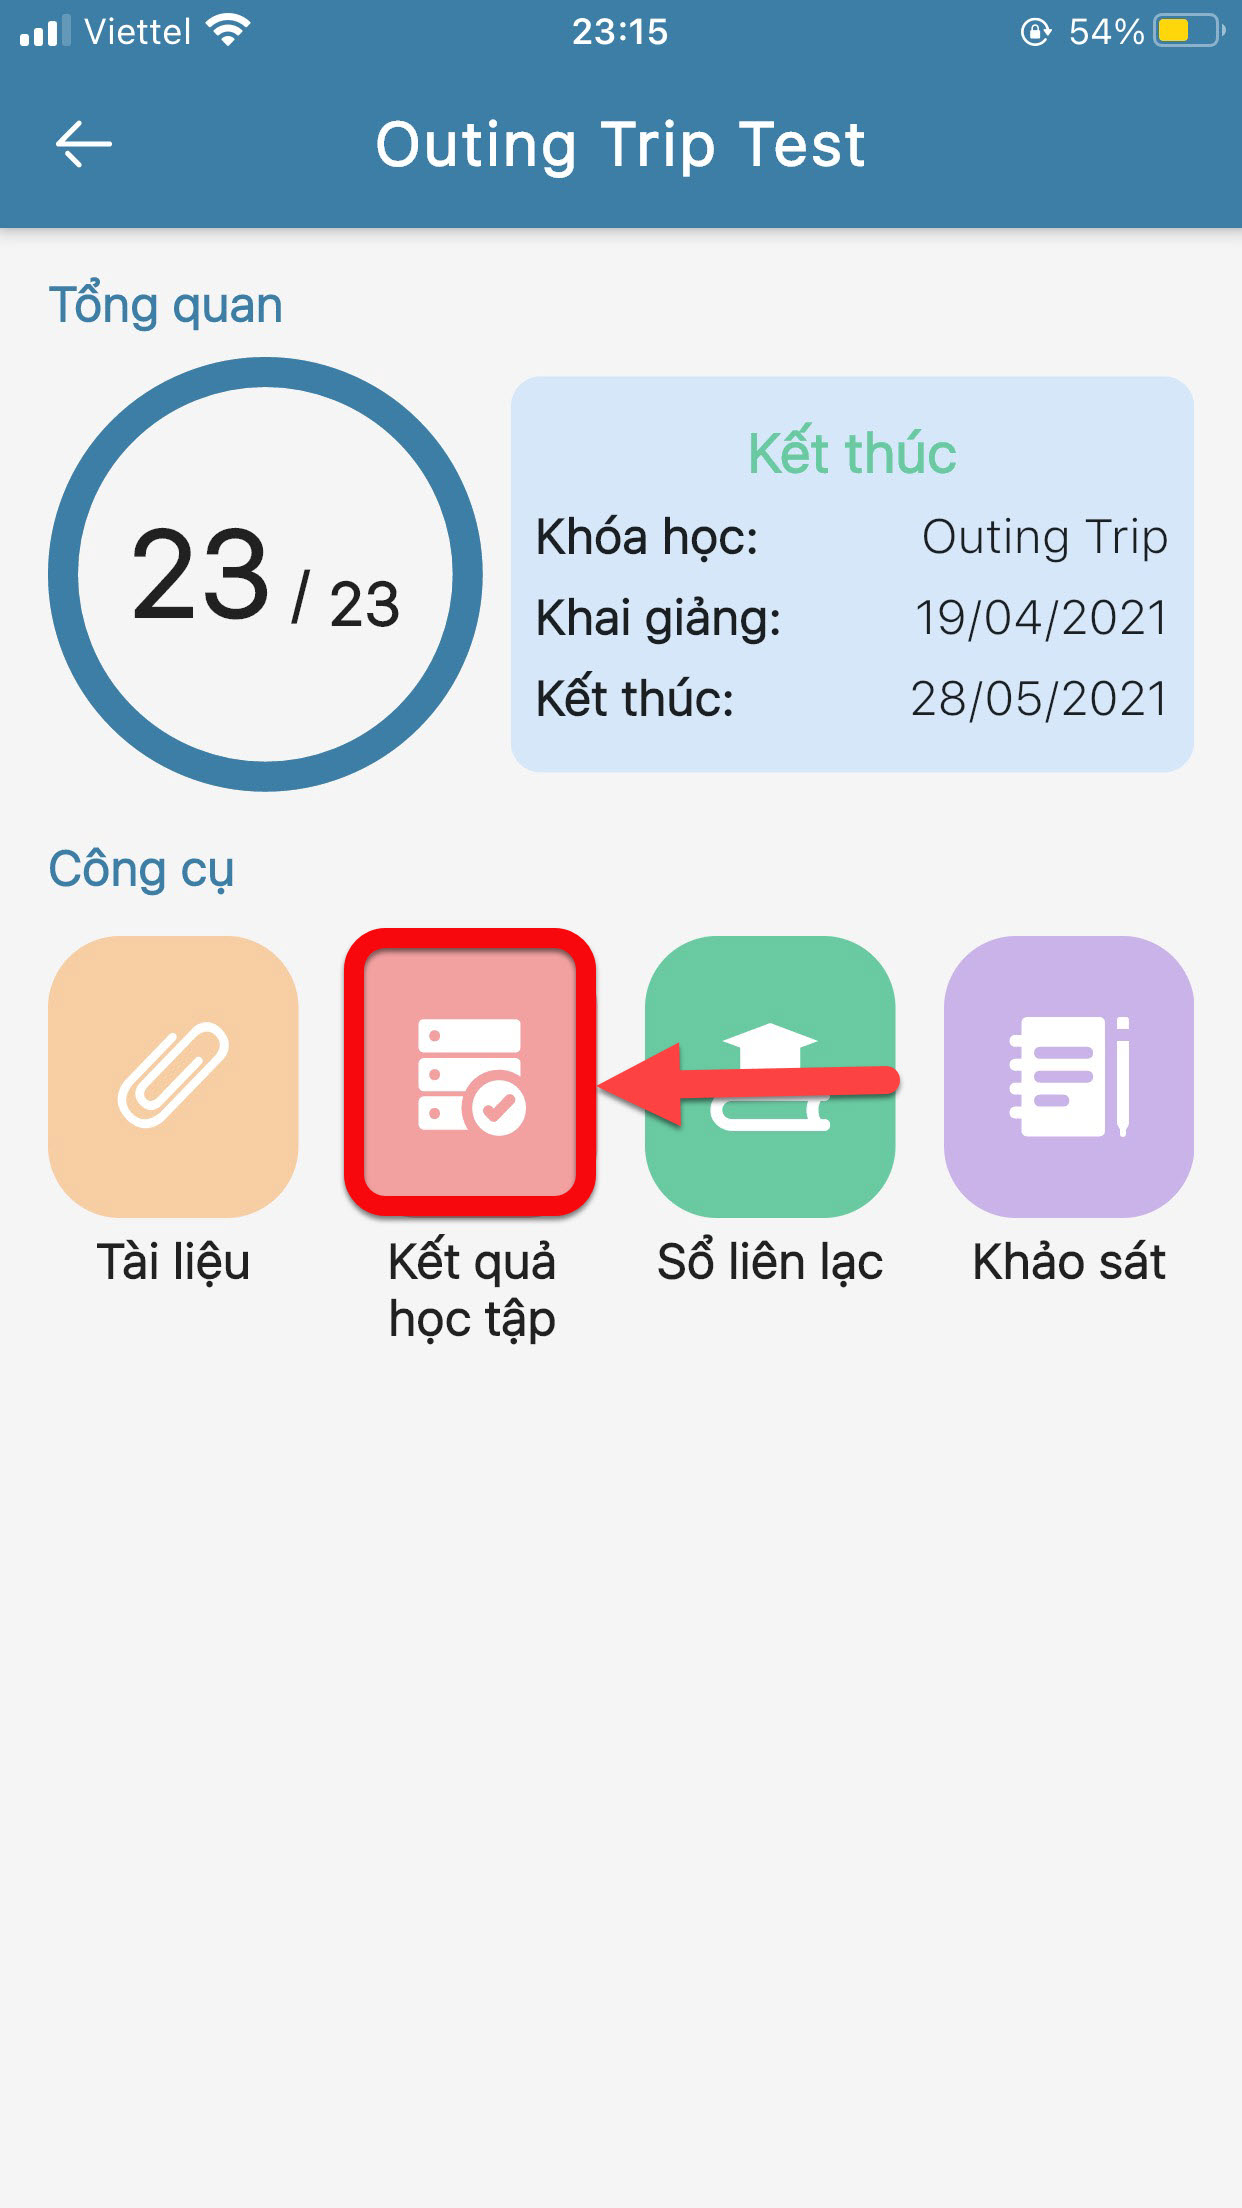 Viettel 23:15 54%
Outing Trip Test
Tổng quan
23 / 23
Kết thúc
Khóa học: Outing Trip
Khai giảng: 19/04/2021
Kết thúc: 28/05/2021
Công cụ
Tài liệu
Kết quả
học tập
Sổ liên lạc
Khảo sát